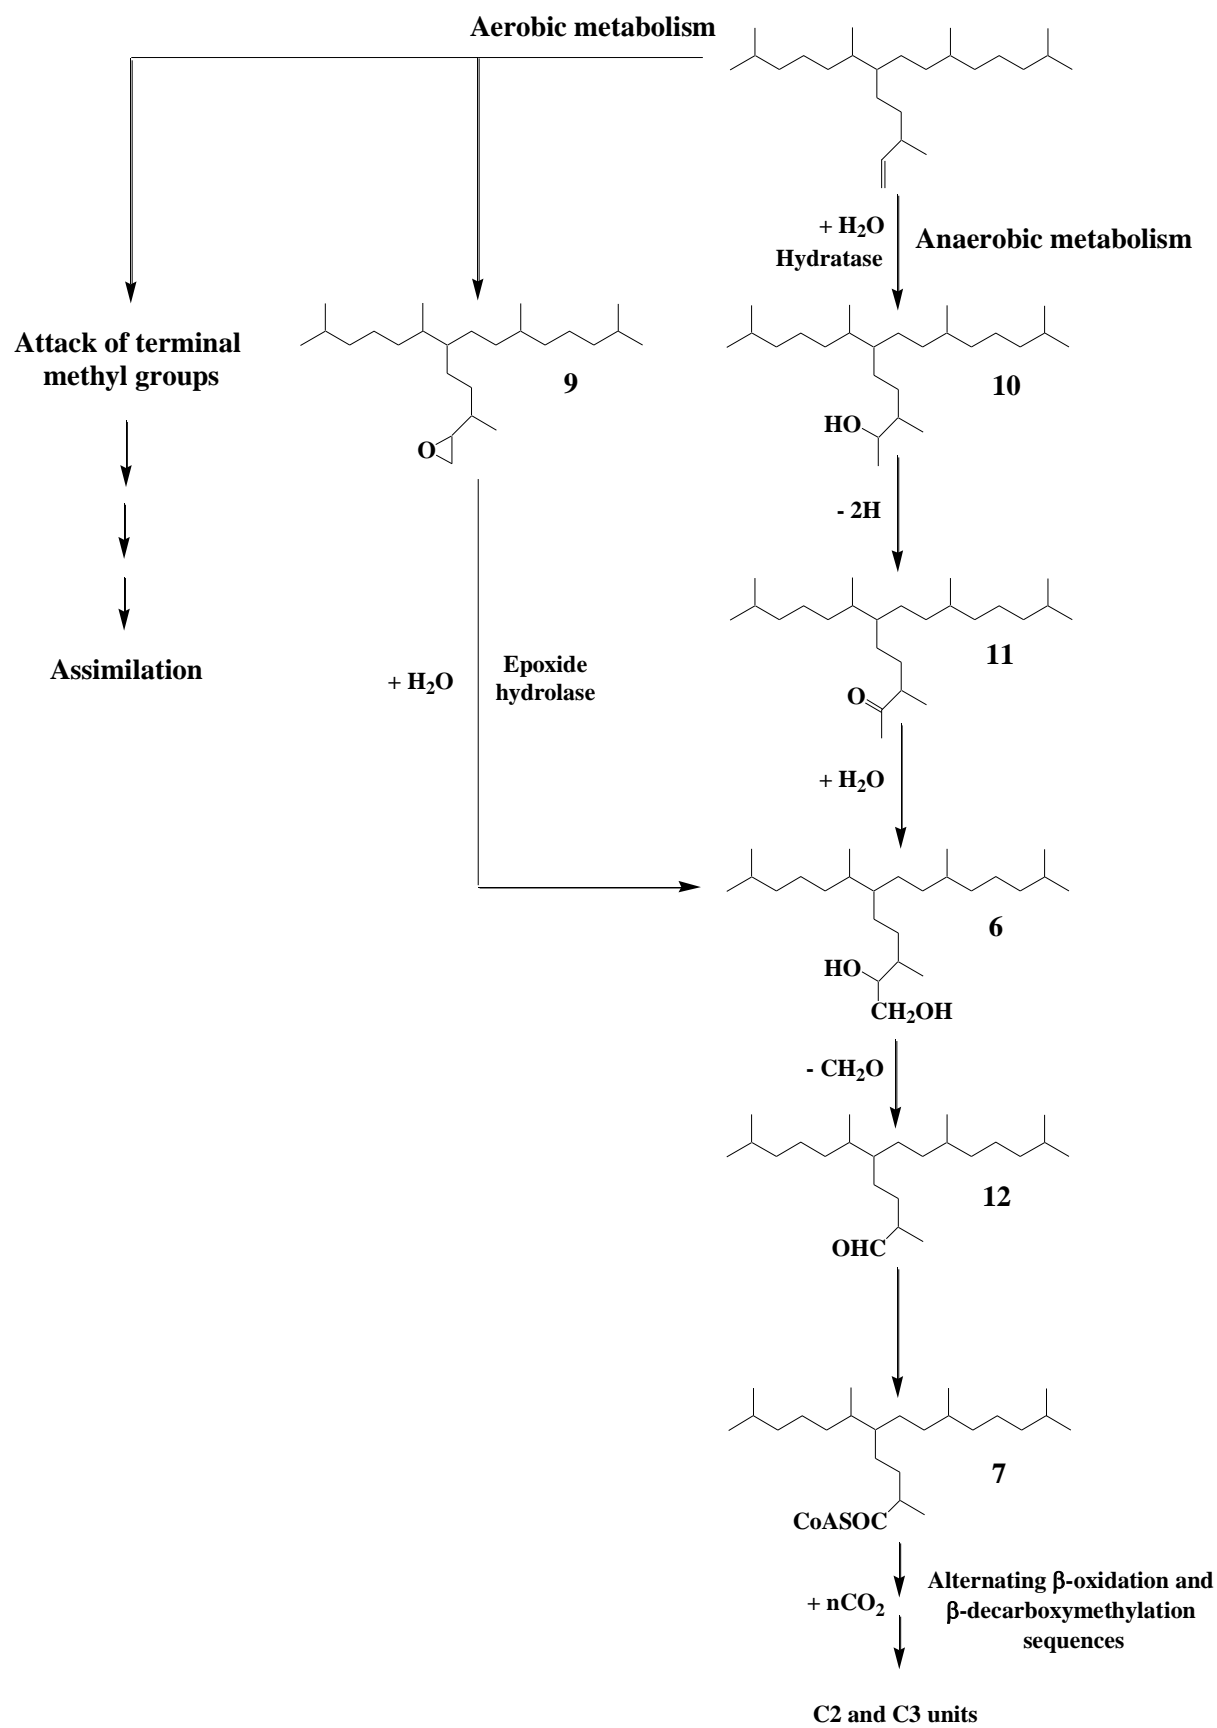 Aerobic metabolism
+ H₂O
Hydratase
Anaerobic metabolism
Attack of terminal
methyl groups
9
10
HO
O
- 2H
Assimilation
+ H₂O
Epoxide
hydrolase
11
O
+ H₂O
6
HO
CH₂OH
- CH₂O
12
OHC
7
CoASOC
+ nCO₂
Alternating β-oxidation and
β-decarboxymethylation
sequences
C2 and C3 units